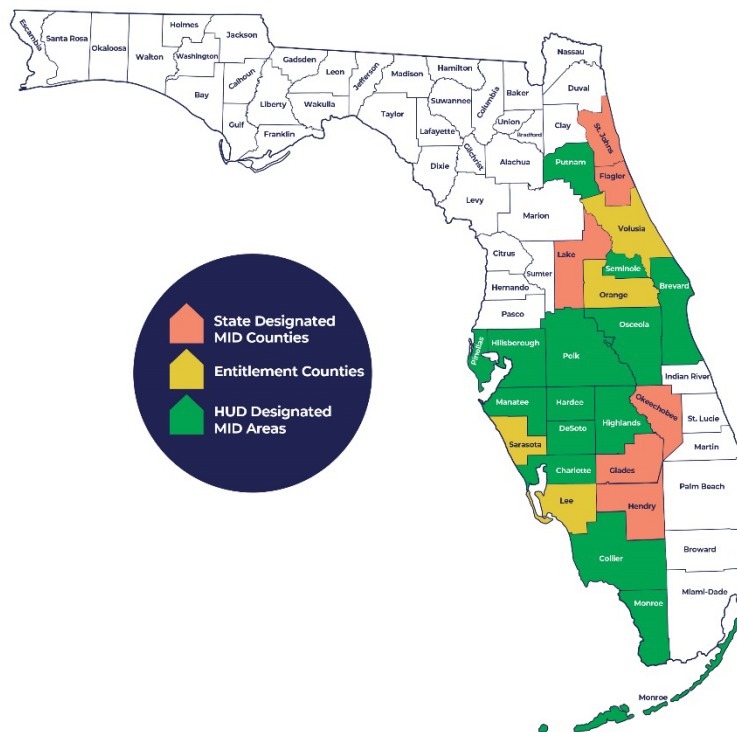 Escambia
Santa Rosa
Okaloosa
Walton
Holmes
Washington
Jackson
Bay
Calhoun
Gulf
Liberty
Gadsden
Franklin
Leon
Wakulla
Jefferson
Madison
Taylor
Hamilton
Suwannee
Lafayette
Dixie
Columbia
Gilchrist
Levy
Baker
Union
Bradford
Alachua
Nassau
Duval
Clay
St. Johns
Putnam
Flagler
Marion
Volusia
Citrus
Sumter
Lake
Seminole
Hernando
Orange
Brevard
Pasco
Osceola
Pinellas
Hillsborough
Polk
Indian River
Manatee
Hardee
Highlands
Okeechobee
St. Lucie
Sarasota
DeSoto
Martin
Charlotte
Glades
Lee
Hendry
Palm Beach
Collier
Broward
Monroe
Miami-Dade
Monroe
State Designated
MID Counties
Entitlement Counties
HUD Designated
MID Areas